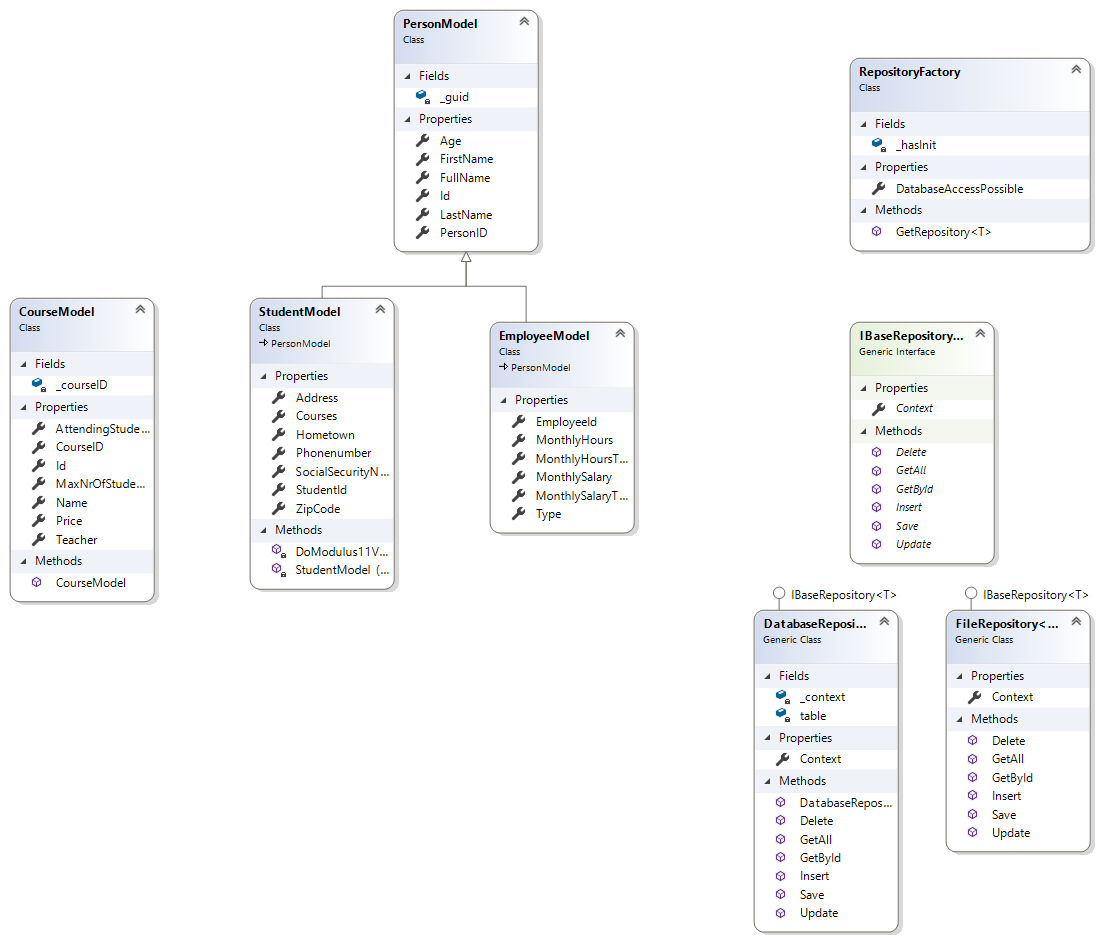 PersonModel
Class
Fields
_guid
Properties
Age
FirstName
FullName
Id
LastName
PersonID
RepositoryFactory
Class
Fields
_hasInit
Properties
DatabaseAccessPossible
Methods
GetRepository<T>
CourseModel
Class
Fields
_courseID
Properties
AttendingStude...
CourseID
Id
MaxNrOfStude...
Name
Price
Teacher
Methods
CourseModel
StudentModel
Class
PersonModel
Properties
Address
Courses
Hometown
Phonenumber
SocialSecurityN...
StudentId
ZipCode
Methods
DoModulus11V...
StudentModel (...
EmployeeModel
Class
PersonModel
Properties
EmployeeId
MonthlyHours
MonthlyHoursT...
MonthlySalary
MonthlySalaryT...
Type
IBaseRepository...
Generic Interface
Properties
Context
Methods
Delete
GetAll
GetById
Insert
Save
Update
IBaseRepository<T>
DatabaseReposi...
Generic Class
Fields
_context
table
Properties
Context
Methods
DatabaseRepos...
Delete
GetAll
GetById
Insert
Save
Update
IBaseRepository<T>
FileRepository<...
Generic Class
Properties
Context
Methods
Delete
GetAll
GetById
Insert
Save
Update